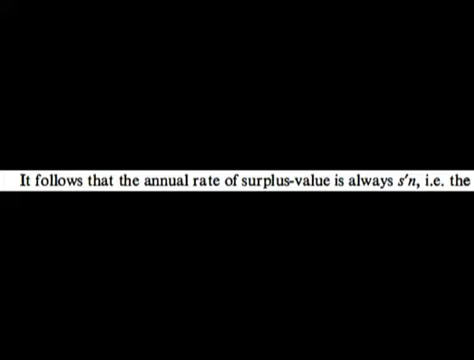 It follows that the annual rate of surplus-value is always s′n, i.e. the